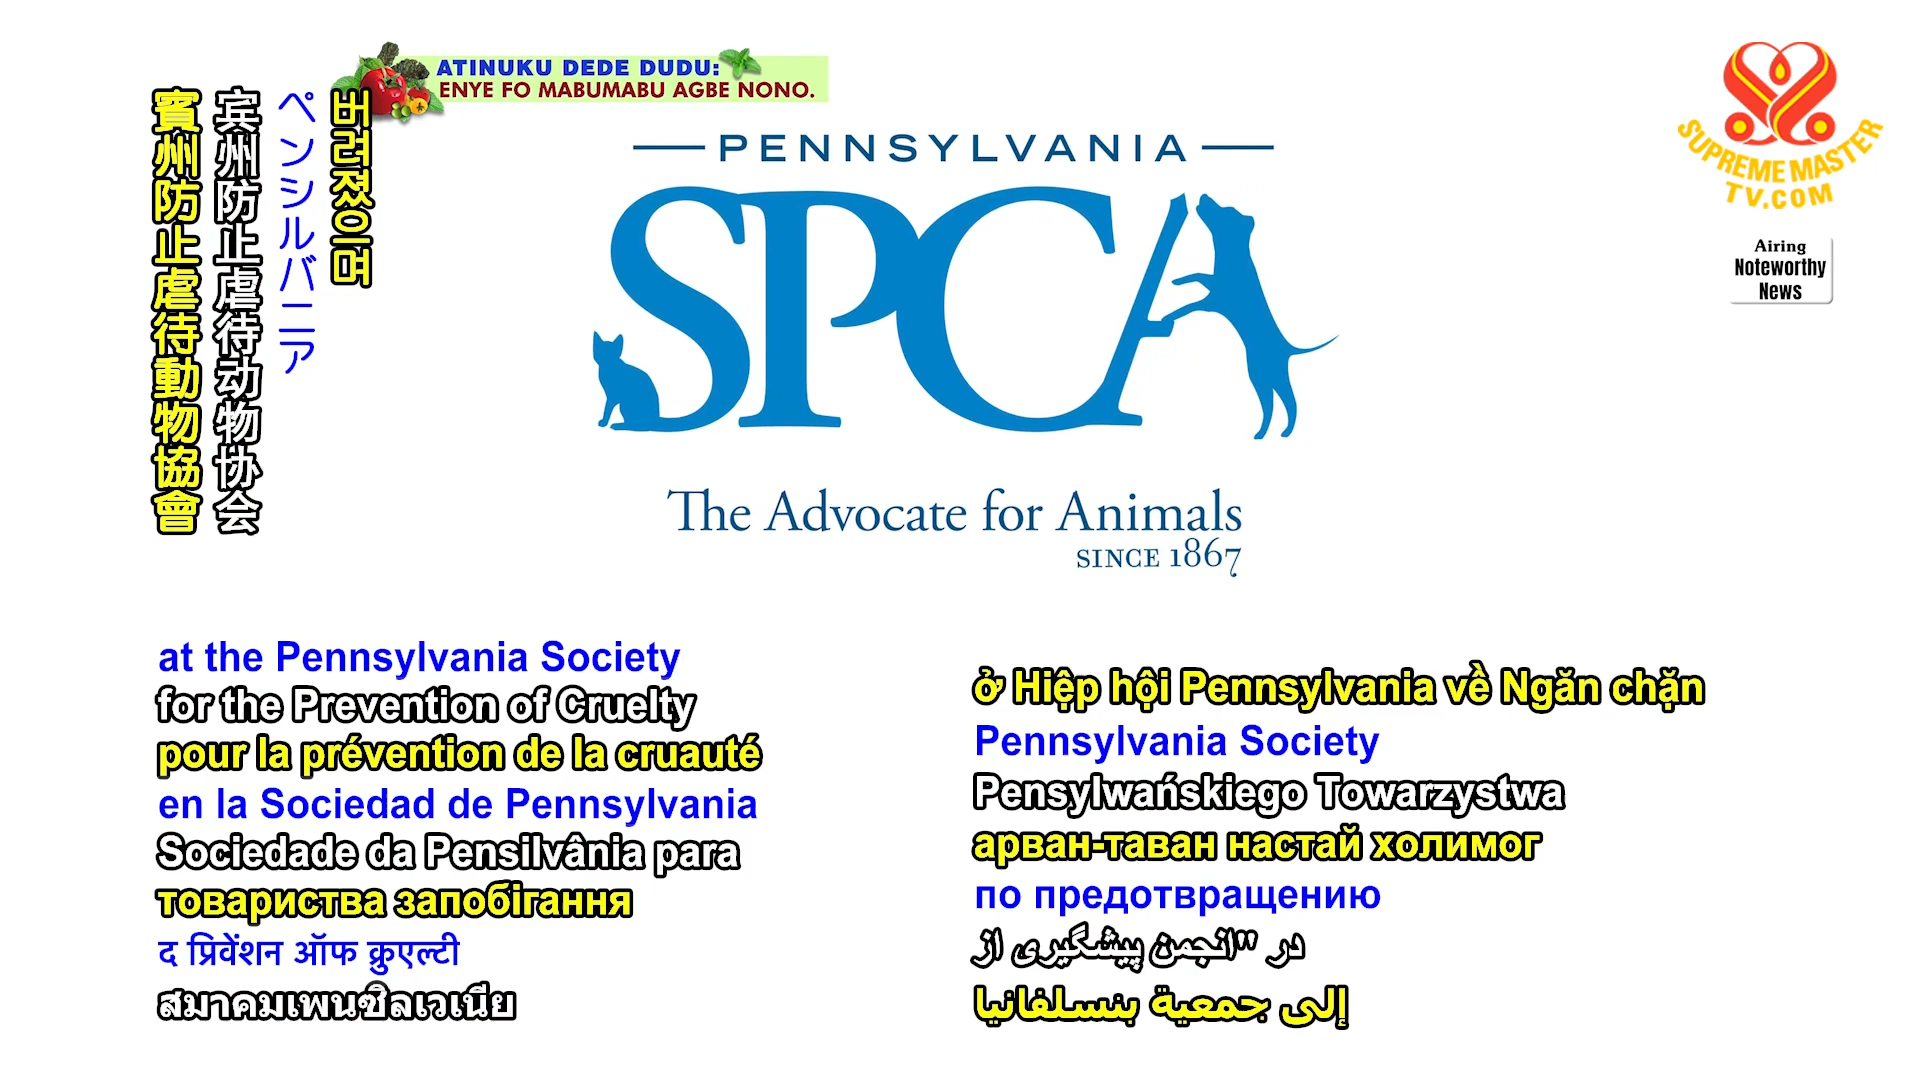 ATINUKU DEDE DUDU:
ENYE FO MABUMABU AGBE NONO.
賓州防止虐待動物協會
宾州防止虐待动物协会
ペンシルバニア
버려졌으며
PENNSYLVANIA
SPCA
The Advocate for Animals
SINCE 1867
SUPREME MASTER
TV.COM
Airing
Noteworthy
News
at the Pennsylvania Society
for the Prevention of Cruelty
pour la prévention de la cruauté
en la Sociedad de Pennsylvania
Sociedade da Pensilvânia para
товариства запобігання
द प्रिवेंशन ऑफ क्रुएल्टी
สมาคมเพนซิลเวเนีย
ở Hiệp hội Pennsylvania về Ngăn chặn
Pennsylvania Society
Pensylwańskiego Towarzystwa
арван-таван настай холимог
по предотвращению
در "انجمن پیشگیری از
إلى جمعية بنسلفانيا